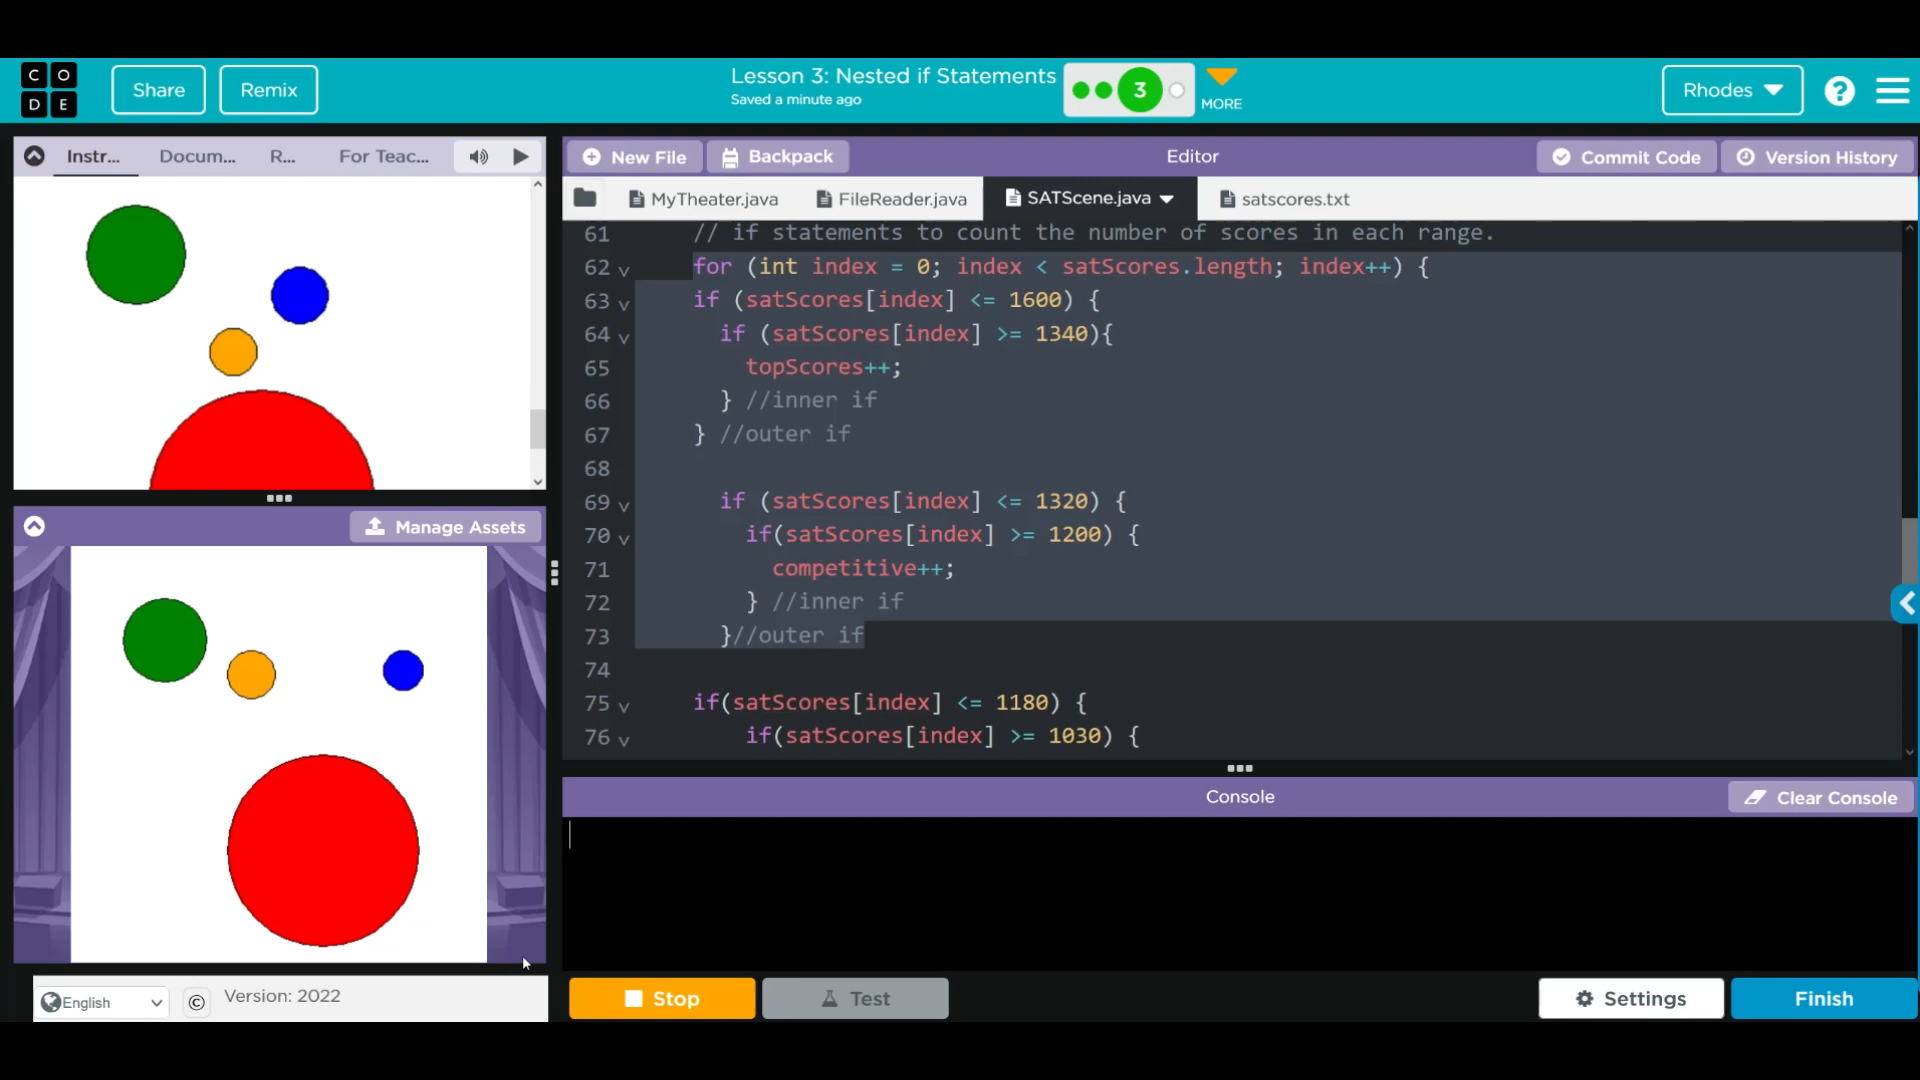 CODE
Share
Remix
Lesson 3: Nested if Statements
Saved a minute ago
3
MORE
Rhodes
?
Instr...
Docum...
R...
For Teac...
New File
Backpack
Editor
Commit Code
Version History
MyTheater.java
FileReader.java
SATScene.java
satscores.txt
61 // if statements to count the number of scores in each range.
62 for (int index = 0; index < satScores.length; index++) {
63 if (satScores[index] <= 1600) {
64 if (satScores[index] >= 1340){
65 topScores++;
66 } //inner if
67 } //outer if
68
69 if (satScores[index] <= 1320) {
70 if(satScores[index] >= 1200) {
71 competitive++;
72 } //inner if
73 }//outer if
74
75 if(satScores[index] <= 1180) {
76 if(satScores[index] >= 1030) {
Manage Assets
Console
Clear Console
English
©
Version: 2022
Stop
Test
Settings
Finish